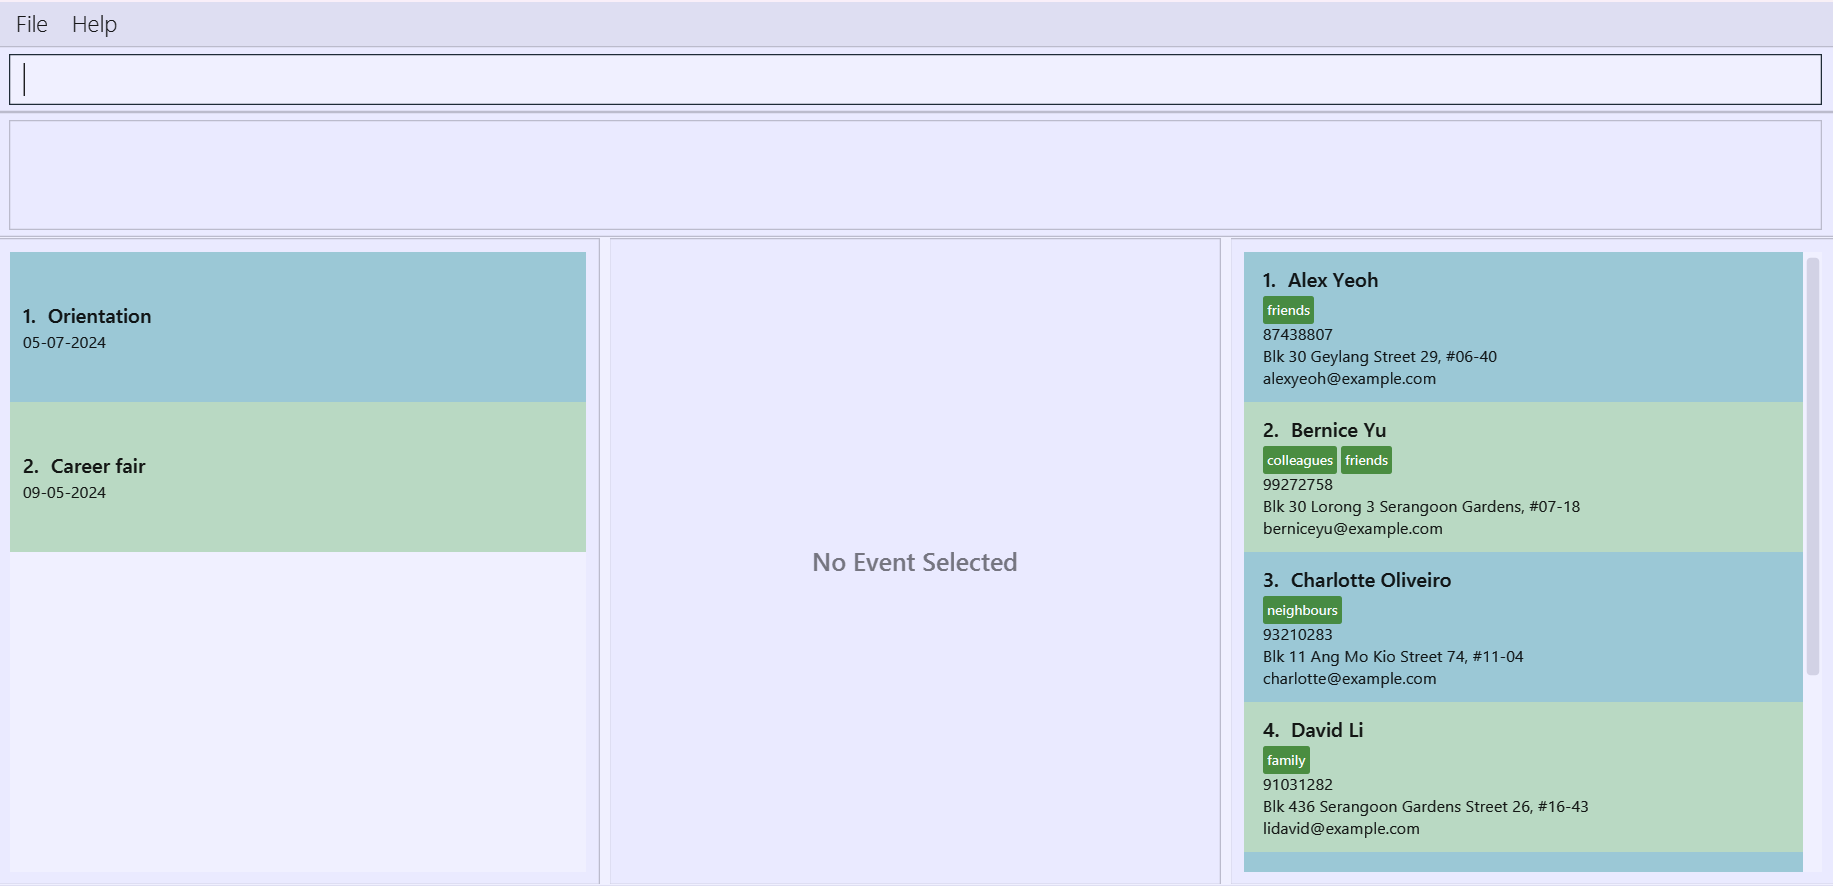 File Help
1. Orientation
05-07-2024
2. Career fair
09-05-2024
No Event Selected
1. Alex Yeoh
friends
87438807
Blk 30 Geylang Street 29, #06-40
alexyeoh@example.com
2. Bernice Yu
colleagues friends
99272758
Blk 30 Lorong 3 Serangoon Gardens, #07-18
berniceyu@example.com
3. Charlotte Oliveiro
neighbours
93210283
Blk 11 Ang Mo Kio Street 74, #11-04
charlotte@example.com
4. David Li
family
91031282
Blk 436 Serangoon Gardens Street 26, #16-43
lidavid@example.com